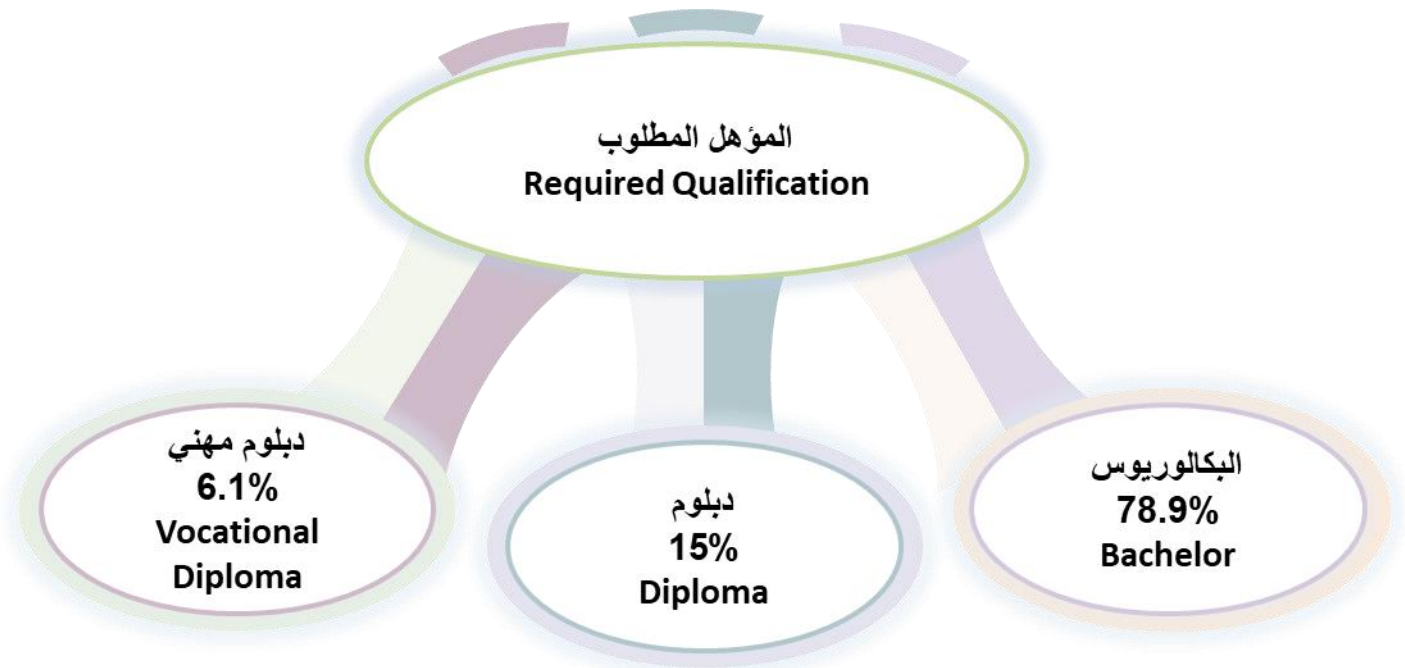 المؤهل المطلوب
Required Qualification
دبلوم مهني
6.1%
Vocational
Diploma
دبلوم
15%
Diploma
البكالوريوس
78.9%
Bachelor